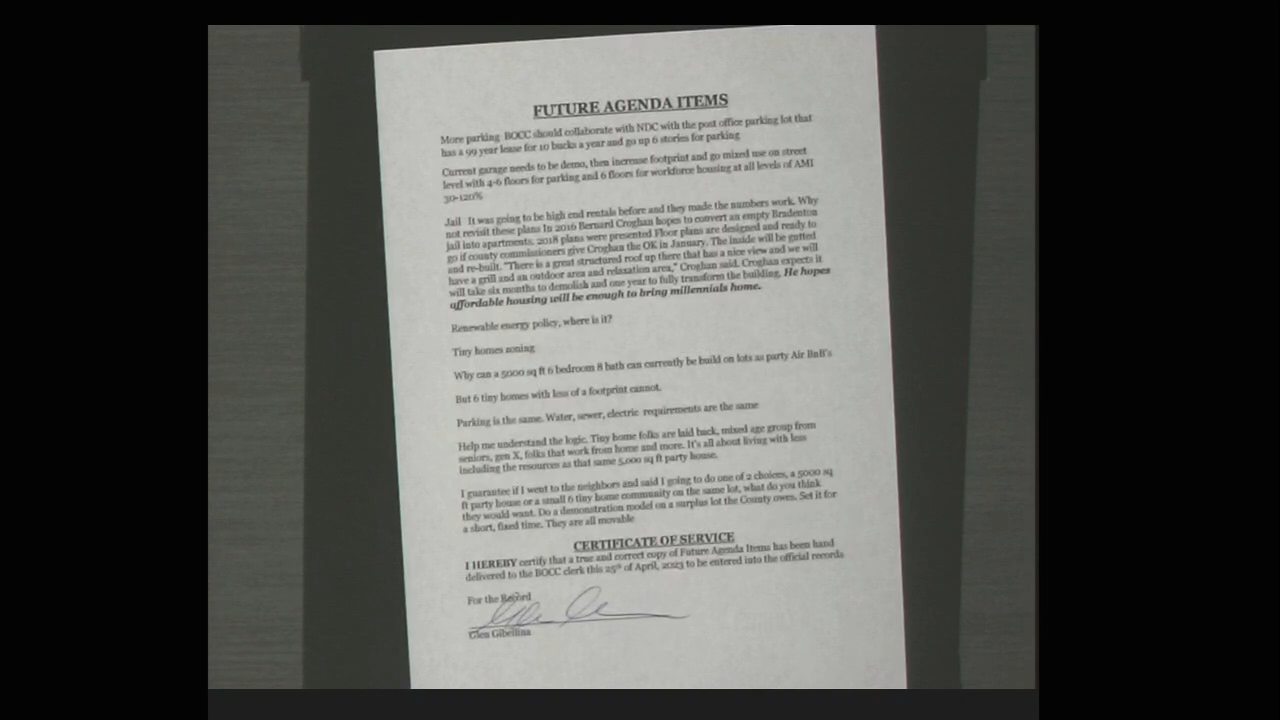 FUTURE AGENDA ITEMS
More parking BOCC should collaborate with NDC with the post office parking lot that
has a 99 year lease for 10 bucks a year and go up 6 stories for parking
Current garage needs to be demo, then increase footprint and go mixed use on street
level with 4-6 floors for parking and 6 floors for workforce housing at all levels of AMI
30-120%
Jail It was going to be high end rentals before and they made the numbers work. Why
not revisit these plans In 2016 Bernard Croghan hopes to convert an empty Bradenton
jail into apartments. 2018 plans were presented Floor plans are designed and ready to
go if county commissioners give Croghan the OK in January. The inside will be gutted
and re-built. "There is a great structured roof up there that has a nice view and we will
have a grill and an outdoor area and relaxation area," Croghan said. Croghan expects it
will take six months to demolish and one year to fully transform the building. He hopes
affordable housing will be enough to bring millennials home.
Renewable energy policy, where is it?
Tiny homes zoning
Why can a 5000 sq ft 6 bedroom 8 bath can currently be build on lots as party Air BnB's
But 6 tiny homes with less of a footprint cannot.
Parking is the same. Water, sewer, electric requirements are the same
Help me understand the logic. Tiny home folks are laid back, mixed age group from
seniors, gen X, folks that work from home and more. It's all about living with less
including the resources as that same 5,000 sq ft party house.
I guarantee if I went to the neighbors and said I going to do one of 2 choices, a 5000 sq
ft party house or a small 6 tiny home community on the same lot, what do you think
they would want. Do a demonstration model on a surplus lot the County owes. Set it for
a short, fixed time. They are all movable
CERTIFICATE OF SERVICE
I HEREBY certify that a true and correct copy of Future Agenda Items has been hand
delivered to the BOCC clerk this 25th of April, 2023 to be entered into the official records
For the Record
Glen Gibellina